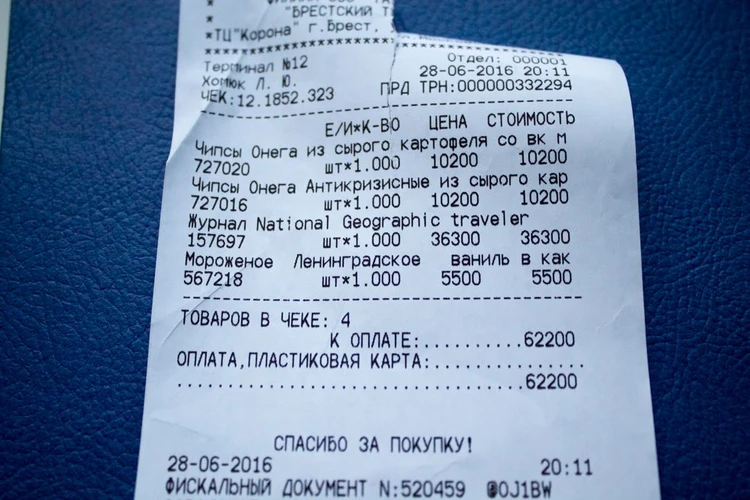 "БРЕСТСКИЙ
*ТЦ"Корона" г.Брест,
Терминал №12 Отдел: 000001
Хомюк Л. Ю. 28-06-2016 20:11
ЧЕК:12.1852.323 ПРД ТРН:000000332294
Е/И*К-ВО ЦЕНА СТОИМОСТЬ
Чипсы Онега из сырого картофеля со вк м
727020 шт*1.000 10200 10200
Чипсы Онега Антикризисные из сырого кар
727016 шт*1.000 10200 10200
Журнал National Geographic traveler
157697 шт*1.000 36300 36300
Мороженое Ленинградское ваниль в как
567218 шт*1.000 5500 5500
ТОВАРОВ В ЧЕКЕ: 4
К ОПЛАТЕ:..........62200
ОПЛАТА,ПЛАСТИКОВАЯ КАРТА:...............
..................................62200
СПАСИБО ЗА ПОКУПКУ!
28-06-2016 20:11
ФИСКАЛЬНЫЙ ДОКУМЕНТ N:520459 @OJ1BW